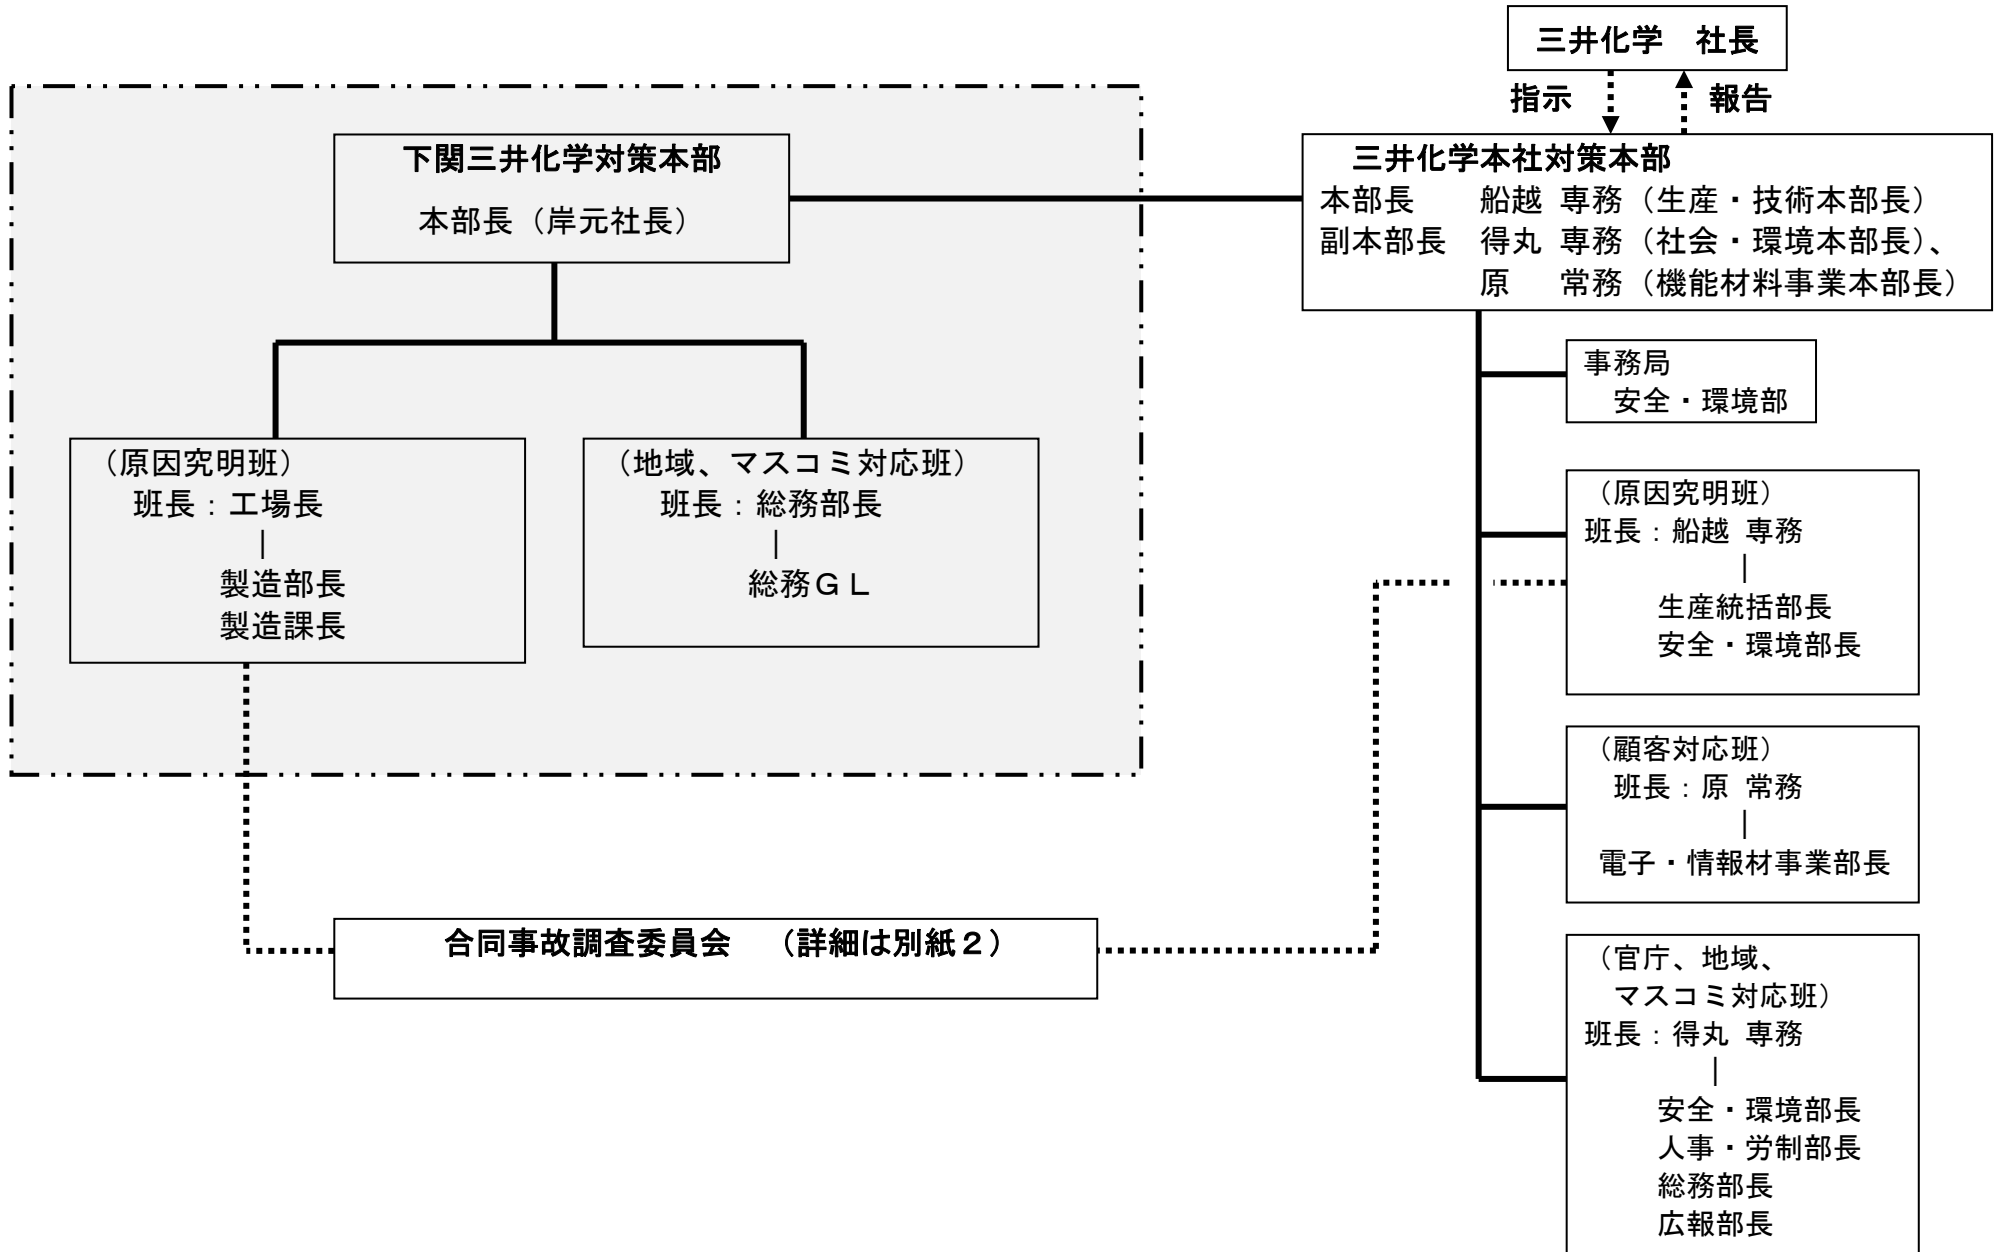 三井化学　社長
指示
報告
下関三井化学対策本部
本部長（岸元社長）
三井化学本社対策本部
本部長　　船越 専務（生産・技術本部長）
副本部長　得丸 専務（社会・環境本部長）、
原　 常務（機能材料事業本部長）
事務局
安全・環境部
（原因究明班）
班長：工場長
｜
製造部長
製造課長
（地域、マスコミ対応班）
班長：総務部長
｜
総務ＧＬ
（原因究明班）
班長：船越 専務
｜
生産統括部長
安全・環境部長
（顧客対応班）
班長：原 常務
｜
電子・情報材事業部長
合同事故調査委員会　（詳細は別紙２）
（官庁、地域、
マスコミ対応班）
班長：得丸 専務
｜
安全・環境部長
人事・労制部長
総務部長
広報部長